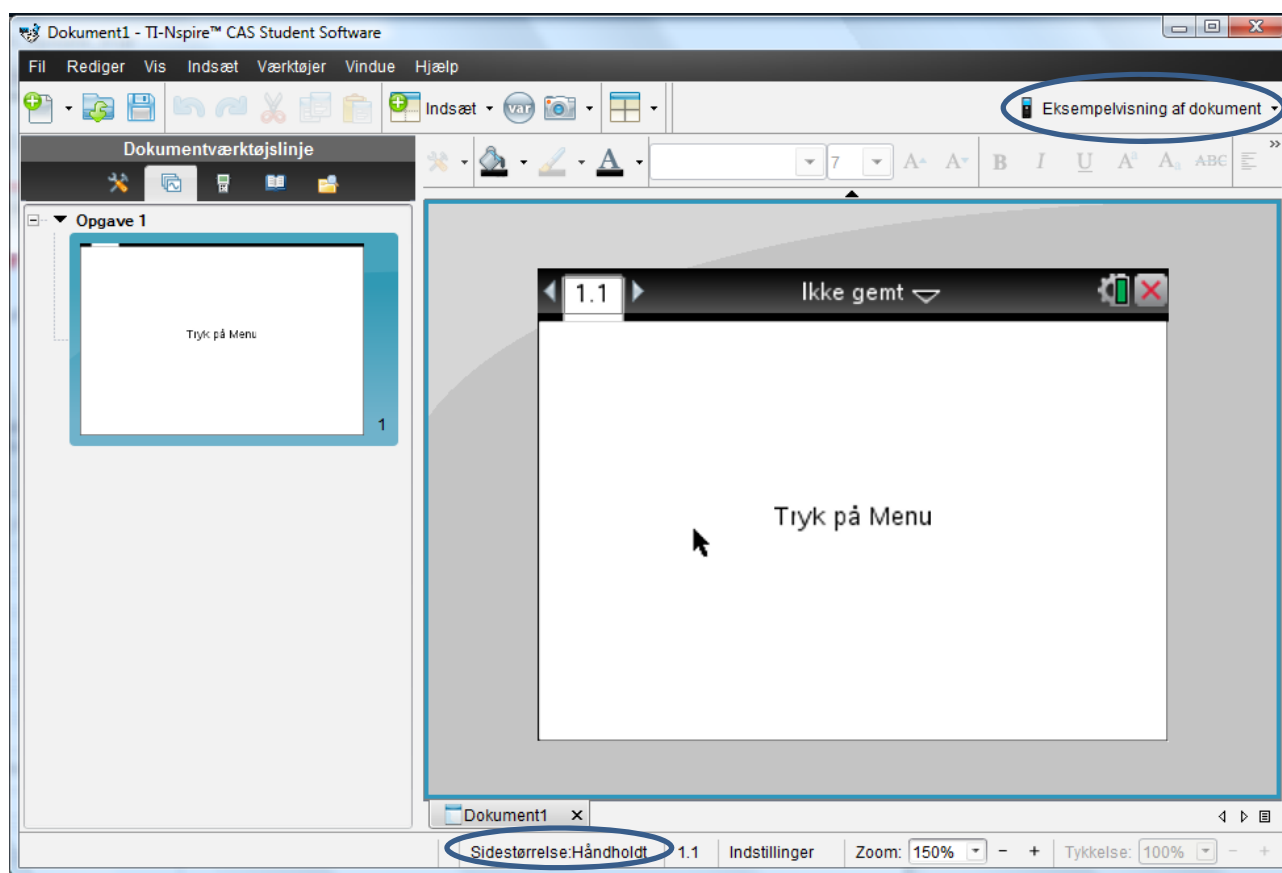 Dokument1 - TI-Nspire™ CAS Student Software
Fil Rediger Vis Indsæt Værktøjer Vindue Hjælp
Indsæt var Eksempelvisning af dokument
Dokumentværktøjslinje
A 7 A A B I U Aª Aₐ ABC
Opgave 1
Tryk på Menu
1
1.1 Ikke gemt
Tryk på Menu
Dokument1
Sidestørrelse:Håndholdt 1.1 Indstillinger Zoom: 150% - + Tykkelse: 100% - +